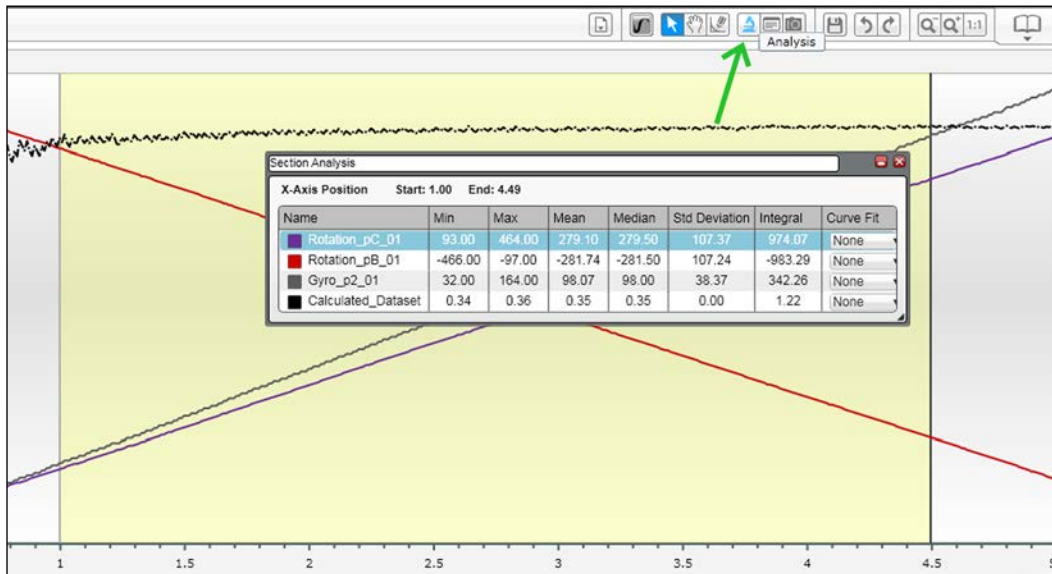 1:1
Analysis
Section Analysis
X-Axis Position Start: 1.00 End: 4.49
Name Min Max Mean Median Std Deviation Integral Curve Fit
Rotation_pC_01 93.00 464.00 279.10 279.50 107.37 974.07 None
Rotation_pB_01 -466.00 -97.00 -281.74 -281.50 107.24 -983.29 None
Gyro_p2_01 32.00 164.00 98.07 98.00 38.37 342.26 None
Calculated_Dataset 0.34 0.36 0.35 0.35 0.00 1.22 None
1 1.5 2 2.5 3 3.5 4 4.5 5